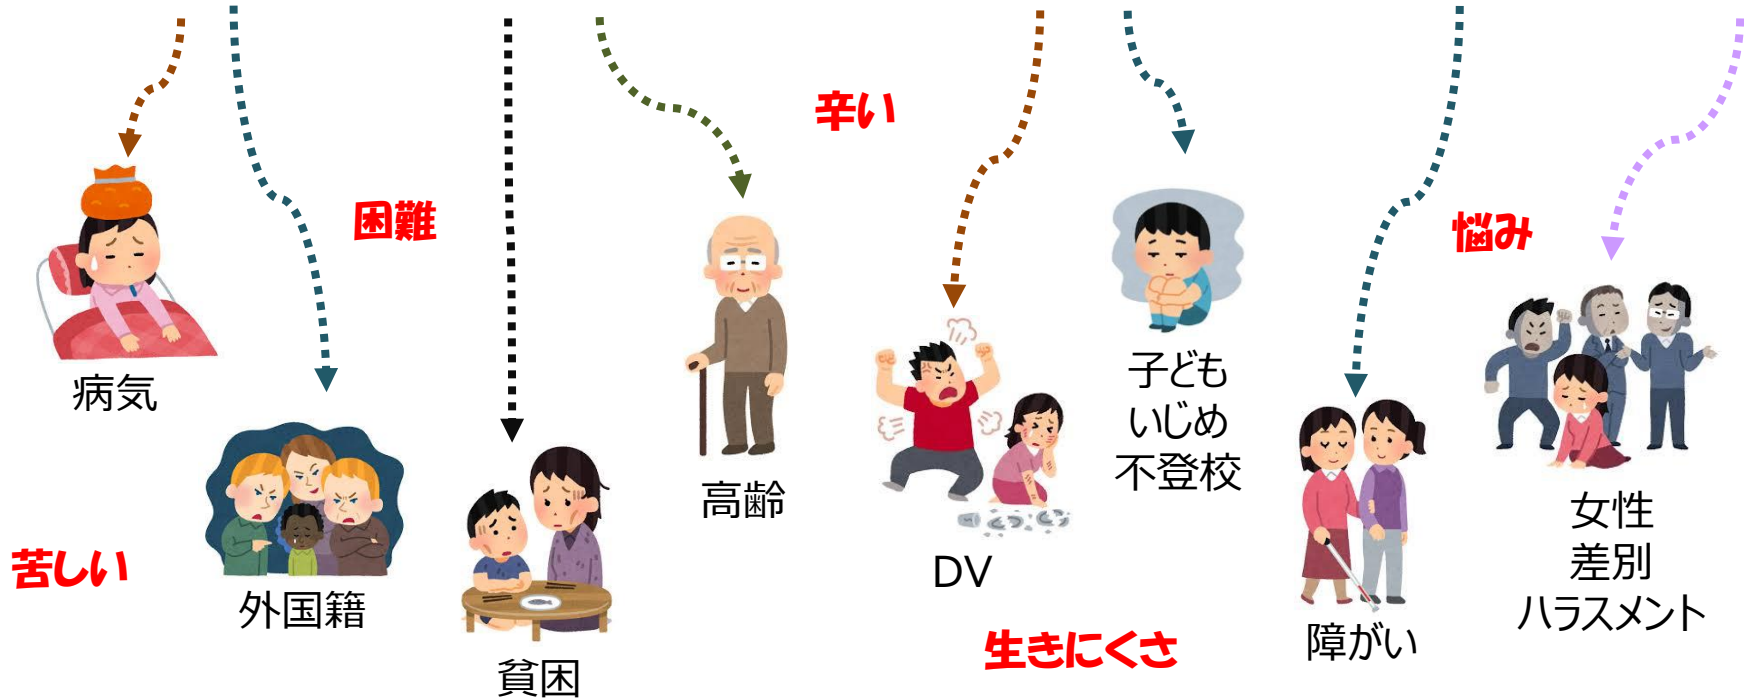 辛い
困難
悩み
病気
子ども
いじめ
不登校
高齢
女性
差別
ハラスメント
苦しい
DV
外国籍
障がい
生きにくさ
貧困